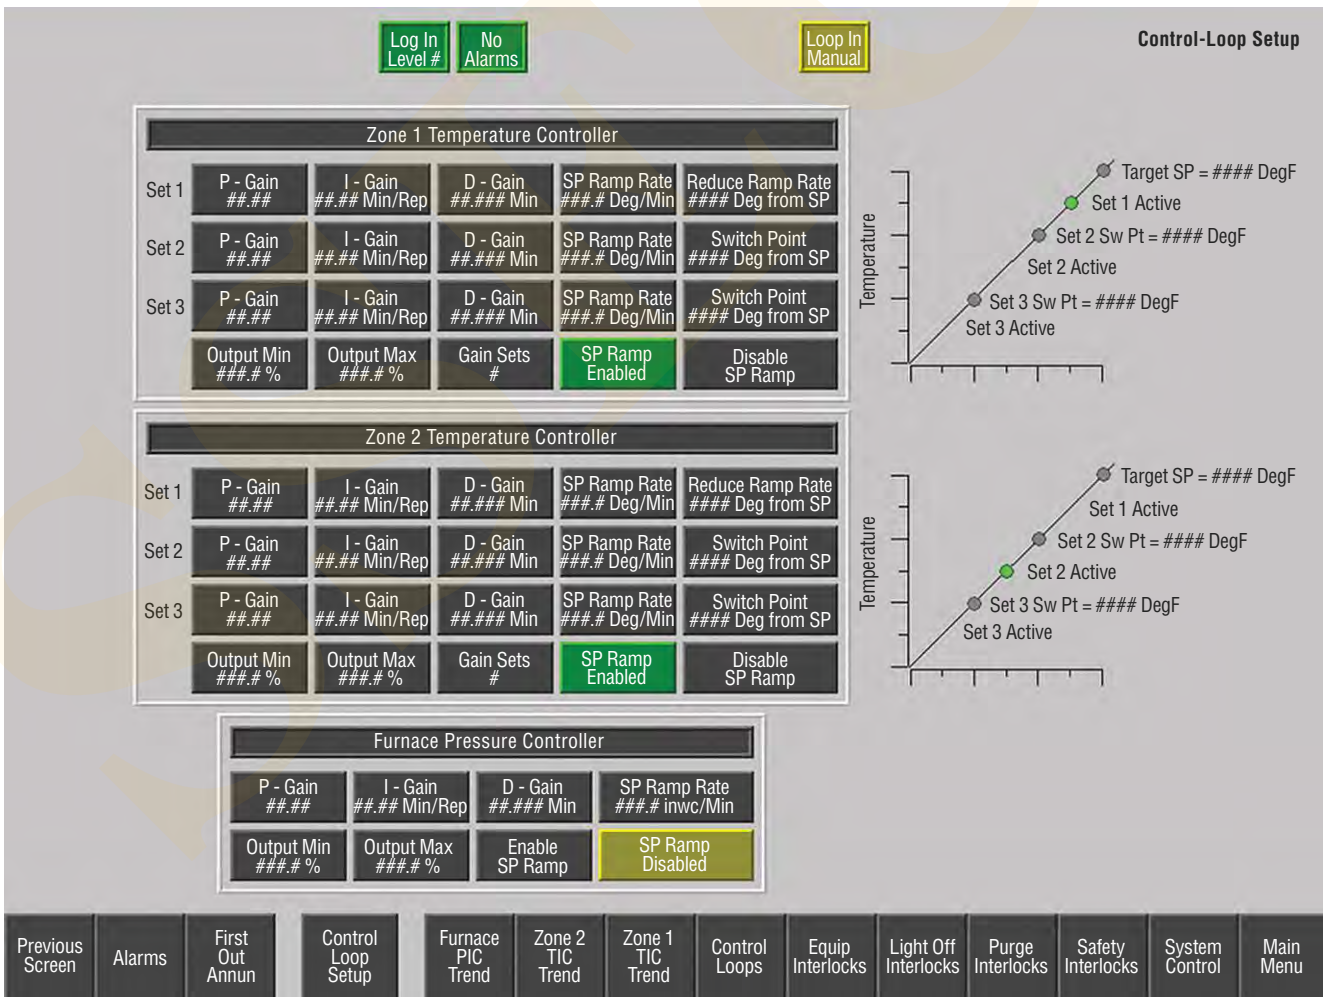 Log In
Level #
No
Alarms
Loop In
Manual
Control-Loop Setup
Zone 1 Temperature Controller
Set 1
P - Gain
##.##
I - Gain
##.## Min/Rep
D - Gain
##.### Min
SP Ramp Rate
###.# Deg/Min
Reduce Ramp Rate
#### Deg from SP
Set 2
P - Gain
##.##
I - Gain
##.## Min/Rep
D - Gain
##.### Min
SP Ramp Rate
###.# Deg/Min
Switch Point
#### Deg from SP
Set 3
P - Gain
##.##
I - Gain
##.## Min/Rep
D - Gain
##.### Min
SP Ramp Rate
###.# Deg/Min
Switch Point
#### Deg from SP
Output Min
###.# %
Output Max
###.# %
Gain Sets
#
SP Ramp
Enabled
Disable
SP Ramp
Temperature
Target SP = #### DegF
Set 1 Active
Set 2 Sw Pt = #### DegF
Set 2 Active
Set 3 Sw Pt = #### DegF
Set 3 Active
Zone 2 Temperature Controller
Set 1
P - Gain
##.##
I - Gain
##.## Min/Rep
D - Gain
##.### Min
SP Ramp Rate
###.# Deg/Min
Reduce Ramp Rate
#### Deg from SP
Set 2
P - Gain
##.##
I - Gain
##.## Min/Rep
D - Gain
##.### Min
SP Ramp Rate
###.# Deg/Min
Switch Point
#### Deg from SP
Set 3
P - Gain
##.##
I - Gain
##.## Min/Rep
D - Gain
##.### Min
SP Ramp Rate
###.# Deg/Min
Switch Point
#### Deg from SP
Output Min
###.# %
Output Max
###.# %
Gain Sets
#
SP Ramp
Enabled
Disable
SP Ramp
Temperature
Target SP = #### DegF
Set 1 Active
Set 2 Sw Pt = #### DegF
Set 2 Active
Set 3 Sw Pt = #### DegF
Set 3 Active
Furnace Pressure Controller
P - Gain
##.##
I - Gain
##.## Min/Rep
D - Gain
##.### Min
SP Ramp Rate
###.# inwc/Min
Output Min
###.# %
Output Max
###.# %
Enable
SP Ramp
SP Ramp
Disabled
Previous
Screen
Alarms
First
Out
Annun
Control
Loop
Setup
Furnace
PIC
Trend
Zone 2
TIC
Trend
Zone 1
TIC
Trend
Control
Loops
Equip
Interlocks
Light Off
Interlocks
Purge
Interlocks
Safety
Interlocks
System
Control
Main
Menu